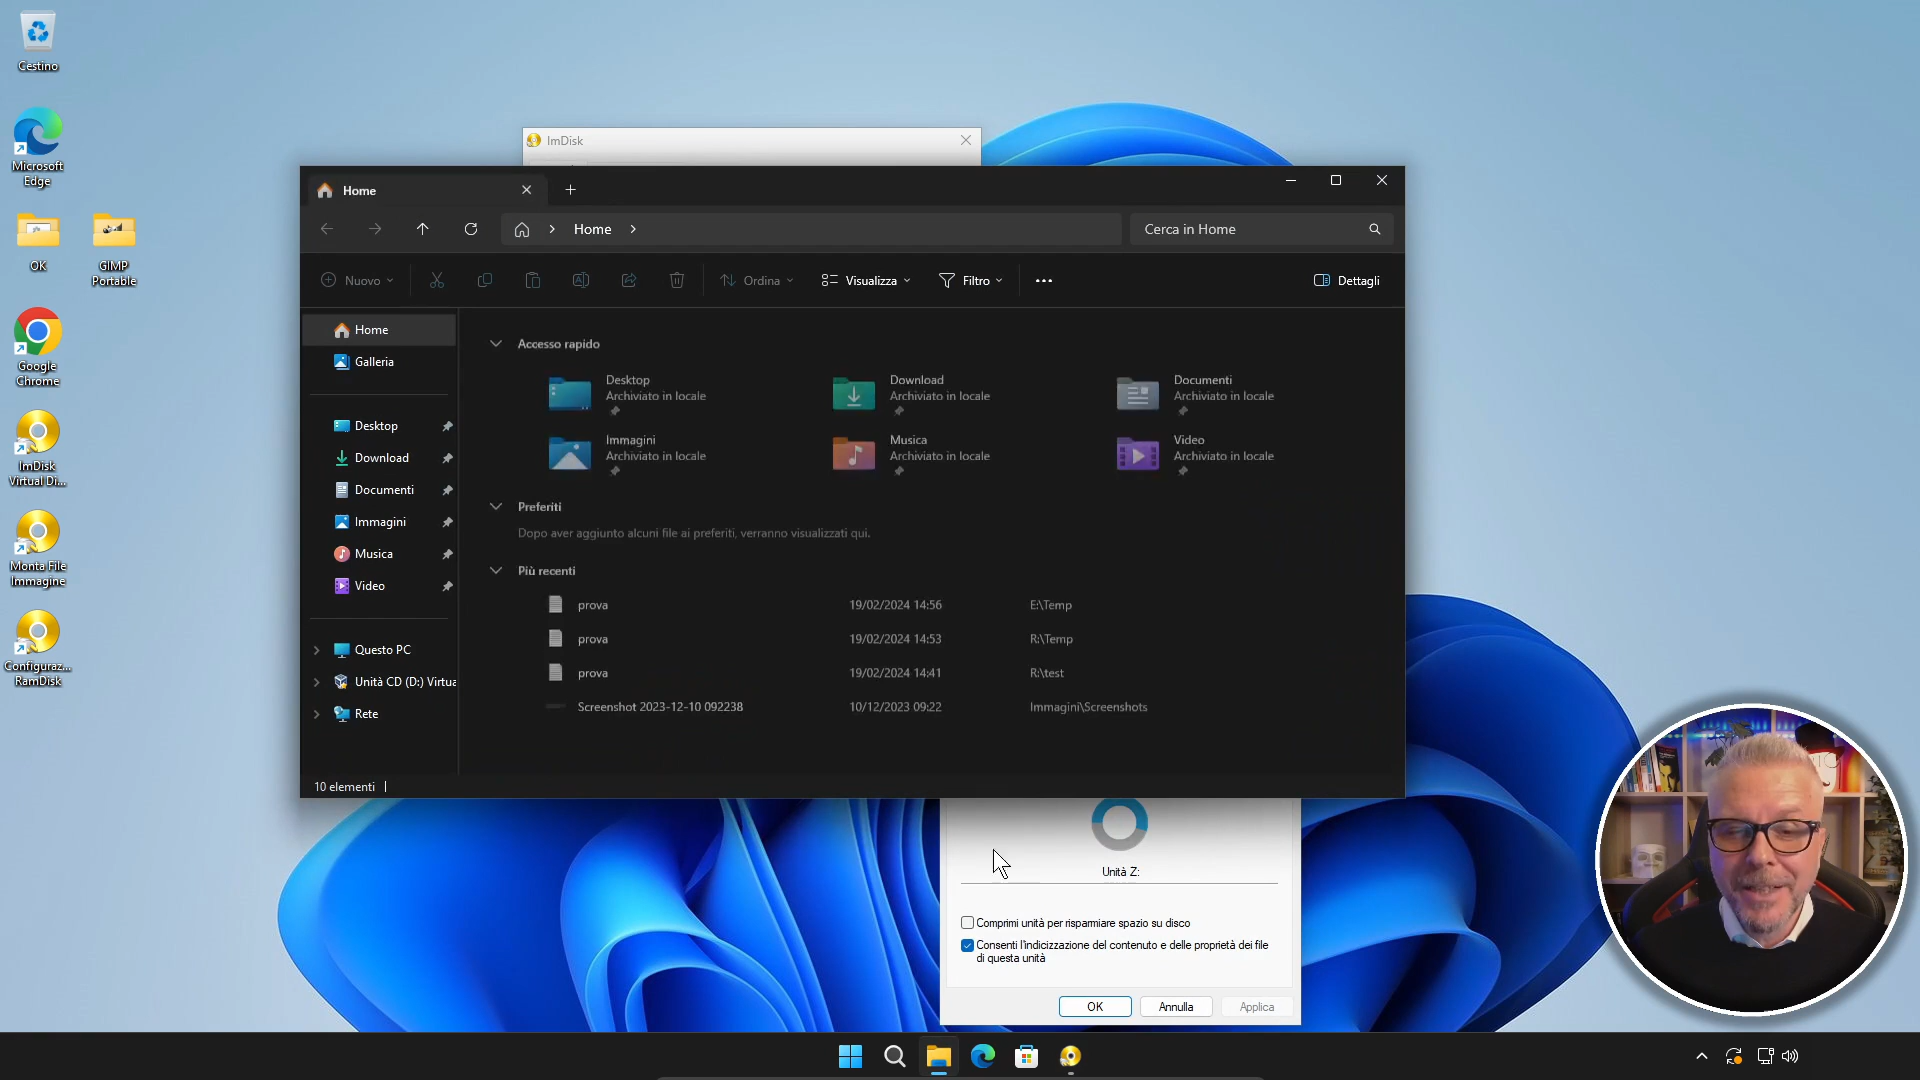 Cestino
Microsoft
Edge
OK
GIMP
Portable
Google
Chrome
ImDisk
Virtual Di...
Monta File
Immagine
Configuraz...
RamDisk
ImDisk
Home
Home
Cerca in Home
Nuovo
Ordina
Visualizza
Filtro
Dettagli
Home
Galleria
Desktop
Download
Documenti
Immagini
Musica
Video
Questo PC
Unità CD (D:) Virtua
Rete
Accesso rapido
Desktop
Archiviato in locale
Download
Archiviato in locale
Documenti
Archiviato in locale
Immagini
Archiviato in locale
Musica
Archiviato in locale
Video
Archiviato in locale
Preferiti
Dopo aver aggiunto alcuni file ai preferiti, verranno visualizzati qui.
Più recenti
prova 19/02/2024 14:56 E:\Temp
prova 19/02/2024 14:53 R:\Temp
prova 19/02/2024 14:41 R:\test
Screenshot 2023-12-10 092238 10/12/2023 09:22 Immagini\Screenshots
10 elementi
Unità Z:
Comprimi unità per risparmiare spazio su disco
Consenti l'indicizzazione del contenuto e delle proprietà dei file
di questa unità
OK
Annulla
Applica